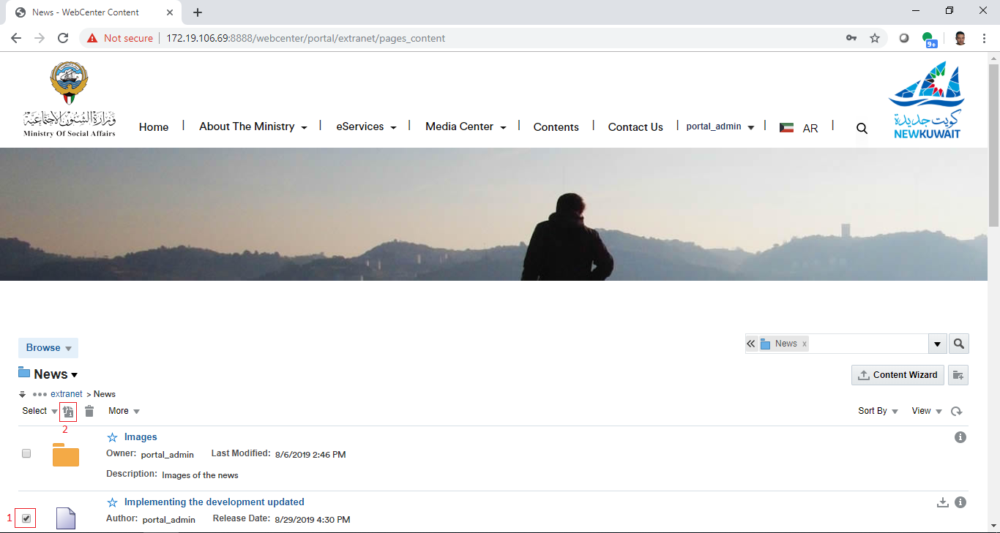 News - WebCenter Content
Not secure 172.19.106.69:8888/webcenter/portal/extranet/pages_content
9+
وزارة الشئون الاجتماعية
Ministry Of Social Affairs
Home About The Ministry eServices Media Center Contents Contact Us portal_admin AR
كويت جديدة
NEWKUWAIT
Browse
News x
News
Content Wizard
extranet > News
Select More Sort By View
2
Images
Owner: portal_admin Last Modified: 8/6/2019 2:46 PM
Description: Images of the news
Implementing the development updated
1 Author: portal_admin Release Date: 8/29/2019 4:30 PM